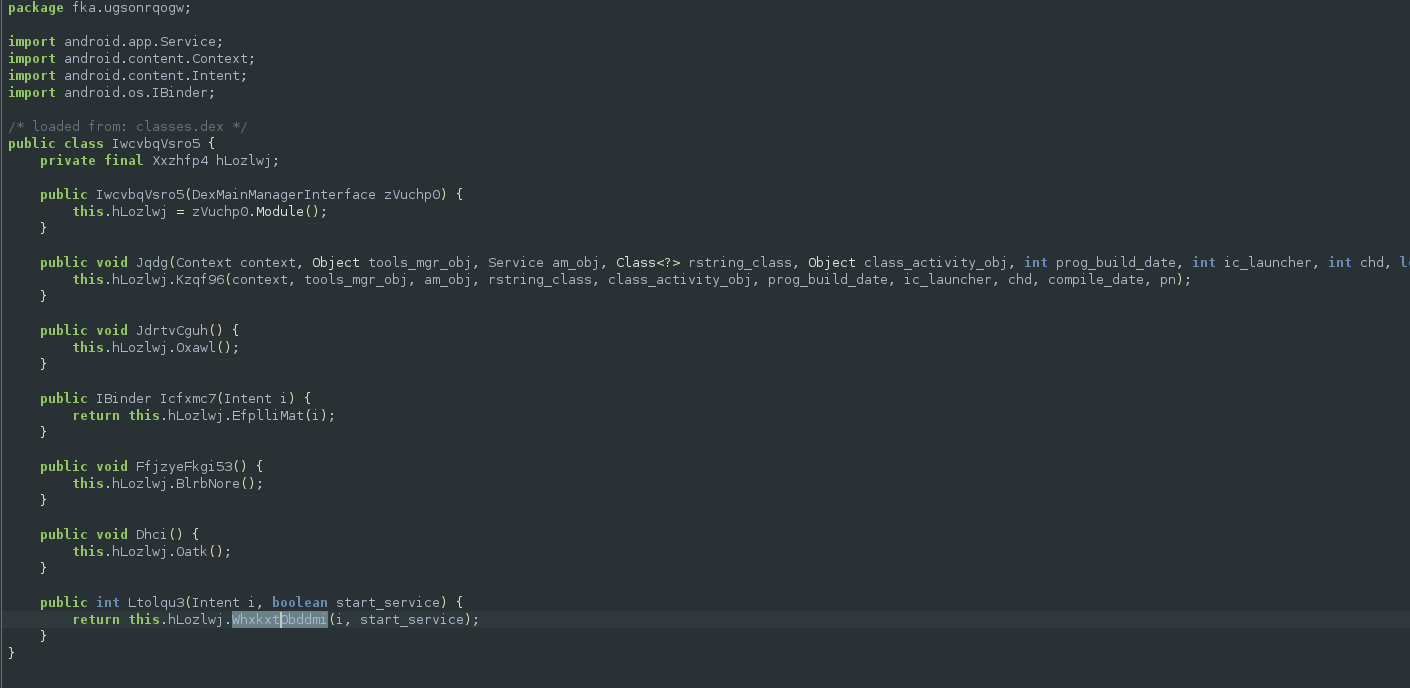 package fka.ugsonrqogw;
import android.app.Service;
import android.content.Context;
import android.content.Intent;
import android.os.IBinder;
/* loaded from: classes.dex */
public class IwcvbqVsro5 {
private final Xxzhfp4 hLozlwj;
public IwcvbqVsro5(DexMainManagerInterface zVuchp0) {
this.hLozlwj = zVuchp0.Module();
}
public void Jqdg(Context context, Object tools_mgr_obj, Service am_obj, Class<?> rstring_class, Object class_activity_obj, int prog_build_date, int ic_launcher, int chd,
this.hLozlwj.Kzqf96(context, tools_mgr_obj, am_obj, rstring_class, class_activity_obj, prog_build_date, ic_launcher, chd, compile_date, pn);
}
public void JdrtvCguh() {
this.hLozlwj.Oxawl();
}
public IBinder Icfxmc7(Intent i) {
return this.hLozlwj.EfplliMat(i);
}
public void FfjzyeFkgi53() {
this.hLozlwj.BlrbNore();
}
public void Dhci() {
this.hLozlwj.Oatk();
}
public int Ltolqu3(Intent i, boolean start_service) {
return this.hLozlwj.WhxkxtObddmi(i, start_service);
}
}